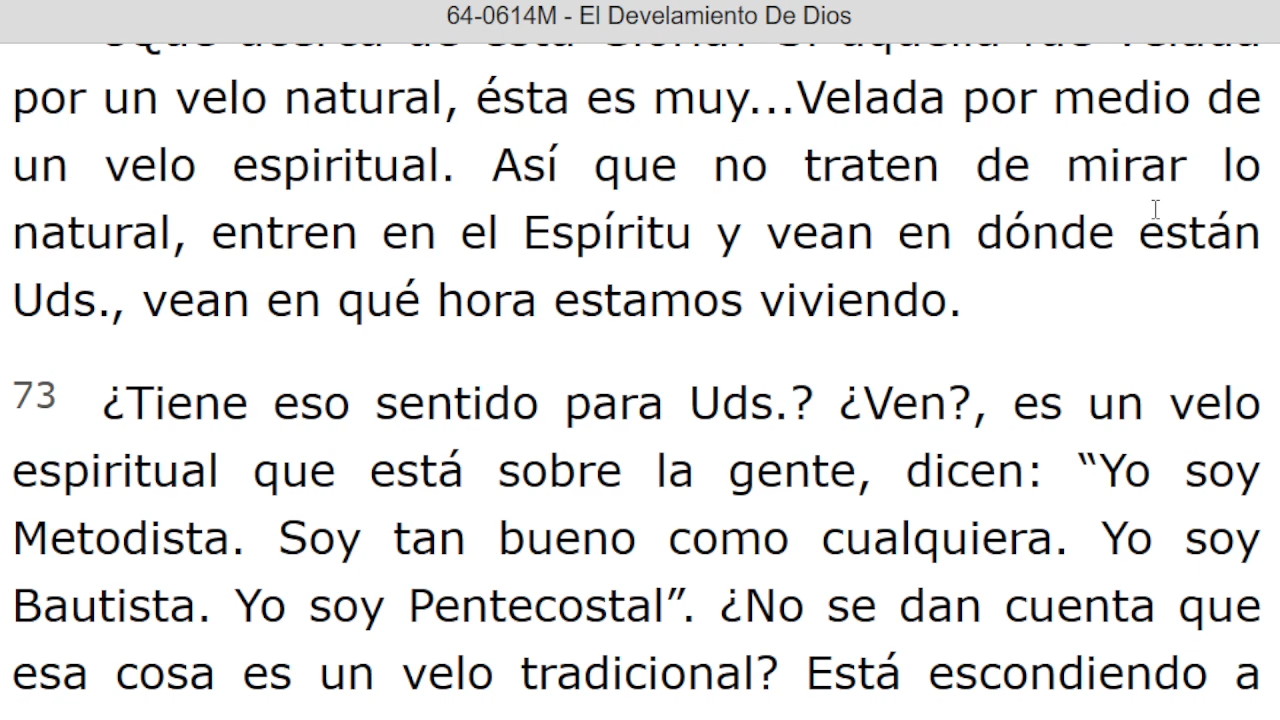 64-0614M - El Develamiento De Dios
por un velo natural, ésta es muy...Velada por medio de
un velo espiritual. Así que no traten de mirar lo
natural, entren en el Espíritu y vean en dónde están
Uds., vean en qué hora estamos viviendo.
73 ¿Tiene eso sentido para Uds.? ¿Ven?, es un velo
espiritual que está sobre la gente, dicen: “Yo soy
Metodista. Soy tan bueno como cualquiera. Yo soy
Bautista. Yo soy Pentecostal”. ¿No se dan cuenta que
esa cosa es un velo tradicional? Está escondiendo a